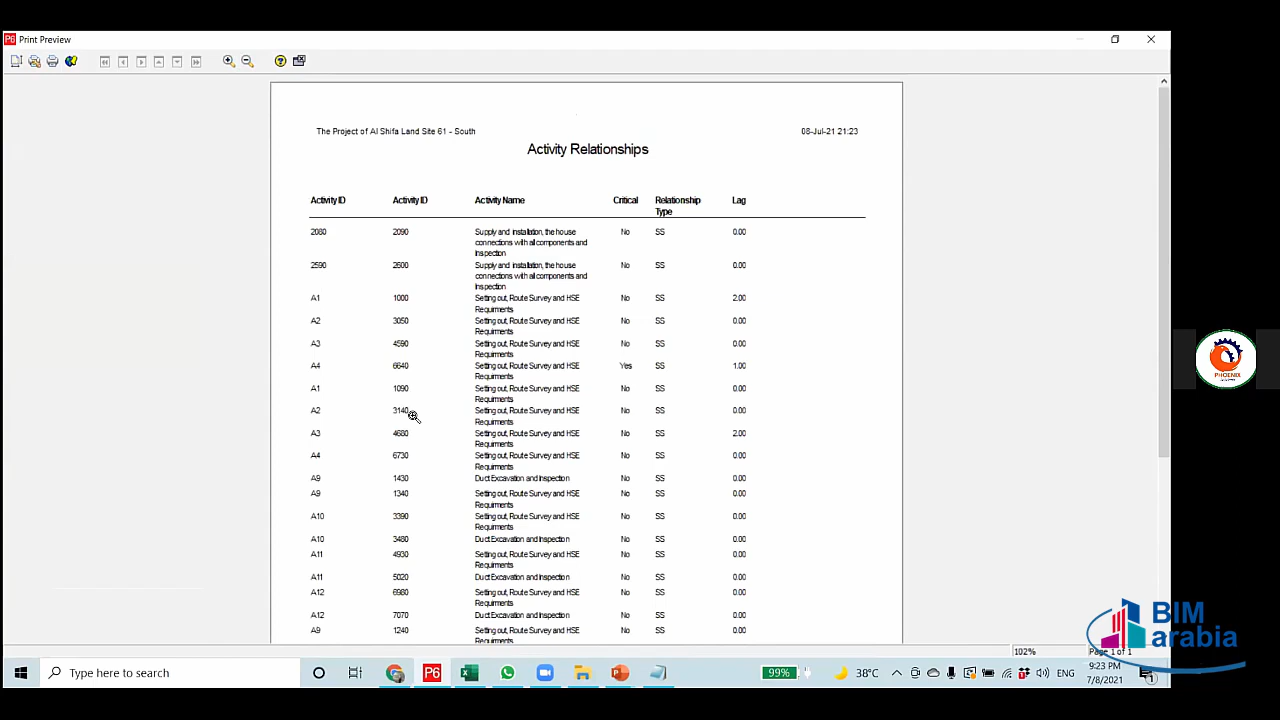 P6 Print Preview
The Project of Al Shifa Land Site 61 - South 08-Jul-21 21:23
Activity Relationships
Activity ID Activity ID Activity Name Critical Relationship Lag
Type
2080 2090 Supply and installation, the house No SS 0.00
connections with all components and
Inspection
2590 2600 Supply and installation, the house No SS 0.00
connections with all components and
Inspection
A1 1000 Setting out, Route Survey and HSE No SS 2.00
Requirments
A2 3050 Setting out, Route Survey and HSE No SS 0.00
Requirments
A3 4590 Setting out, Route Survey and HSE No SS 0.00
Requirments
A4 6640 Setting out, Route Survey and HSE Yes SS 1.00
Requirments
A1 1090 Setting out, Route Survey and HSE No SS 0.00
Requirments
A2 3140 Setting out, Route Survey and HSE No SS 0.00
Requirments
A3 4680 Setting out, Route Survey and HSE No SS 2.00
Requirments
A4 6730 Setting out, Route Survey and HSE No SS 0.00
Requirments
A9 1430 Duct Excavation and Inspection No SS 0.00
A9 1340 Setting out, Route Survey and HSE No SS 0.00
Requirments
A10 3390 Setting out, Route Survey and HSE No SS 0.00
Requirments
A10 3480 Duct Excavation and Inspection No SS 0.00
A11 4930 Setting out, Route Survey and HSE No SS 0.00
Requirments
A11 5020 Duct Excavation and Inspection No SS 0.00
A12 6980 Setting out, Route Survey and HSE No SS 0.00
Requirments
A12 7070 Duct Excavation and Inspection No SS 0.00
A9 1240 Setting out, Route Survey and HSE No SS 0.00
Requirments
PHOENIX
102% Page 1 of 1
BIM
arabia
Type here to search P6 99% 38°C ENG 9:23 PM
7/8/2021